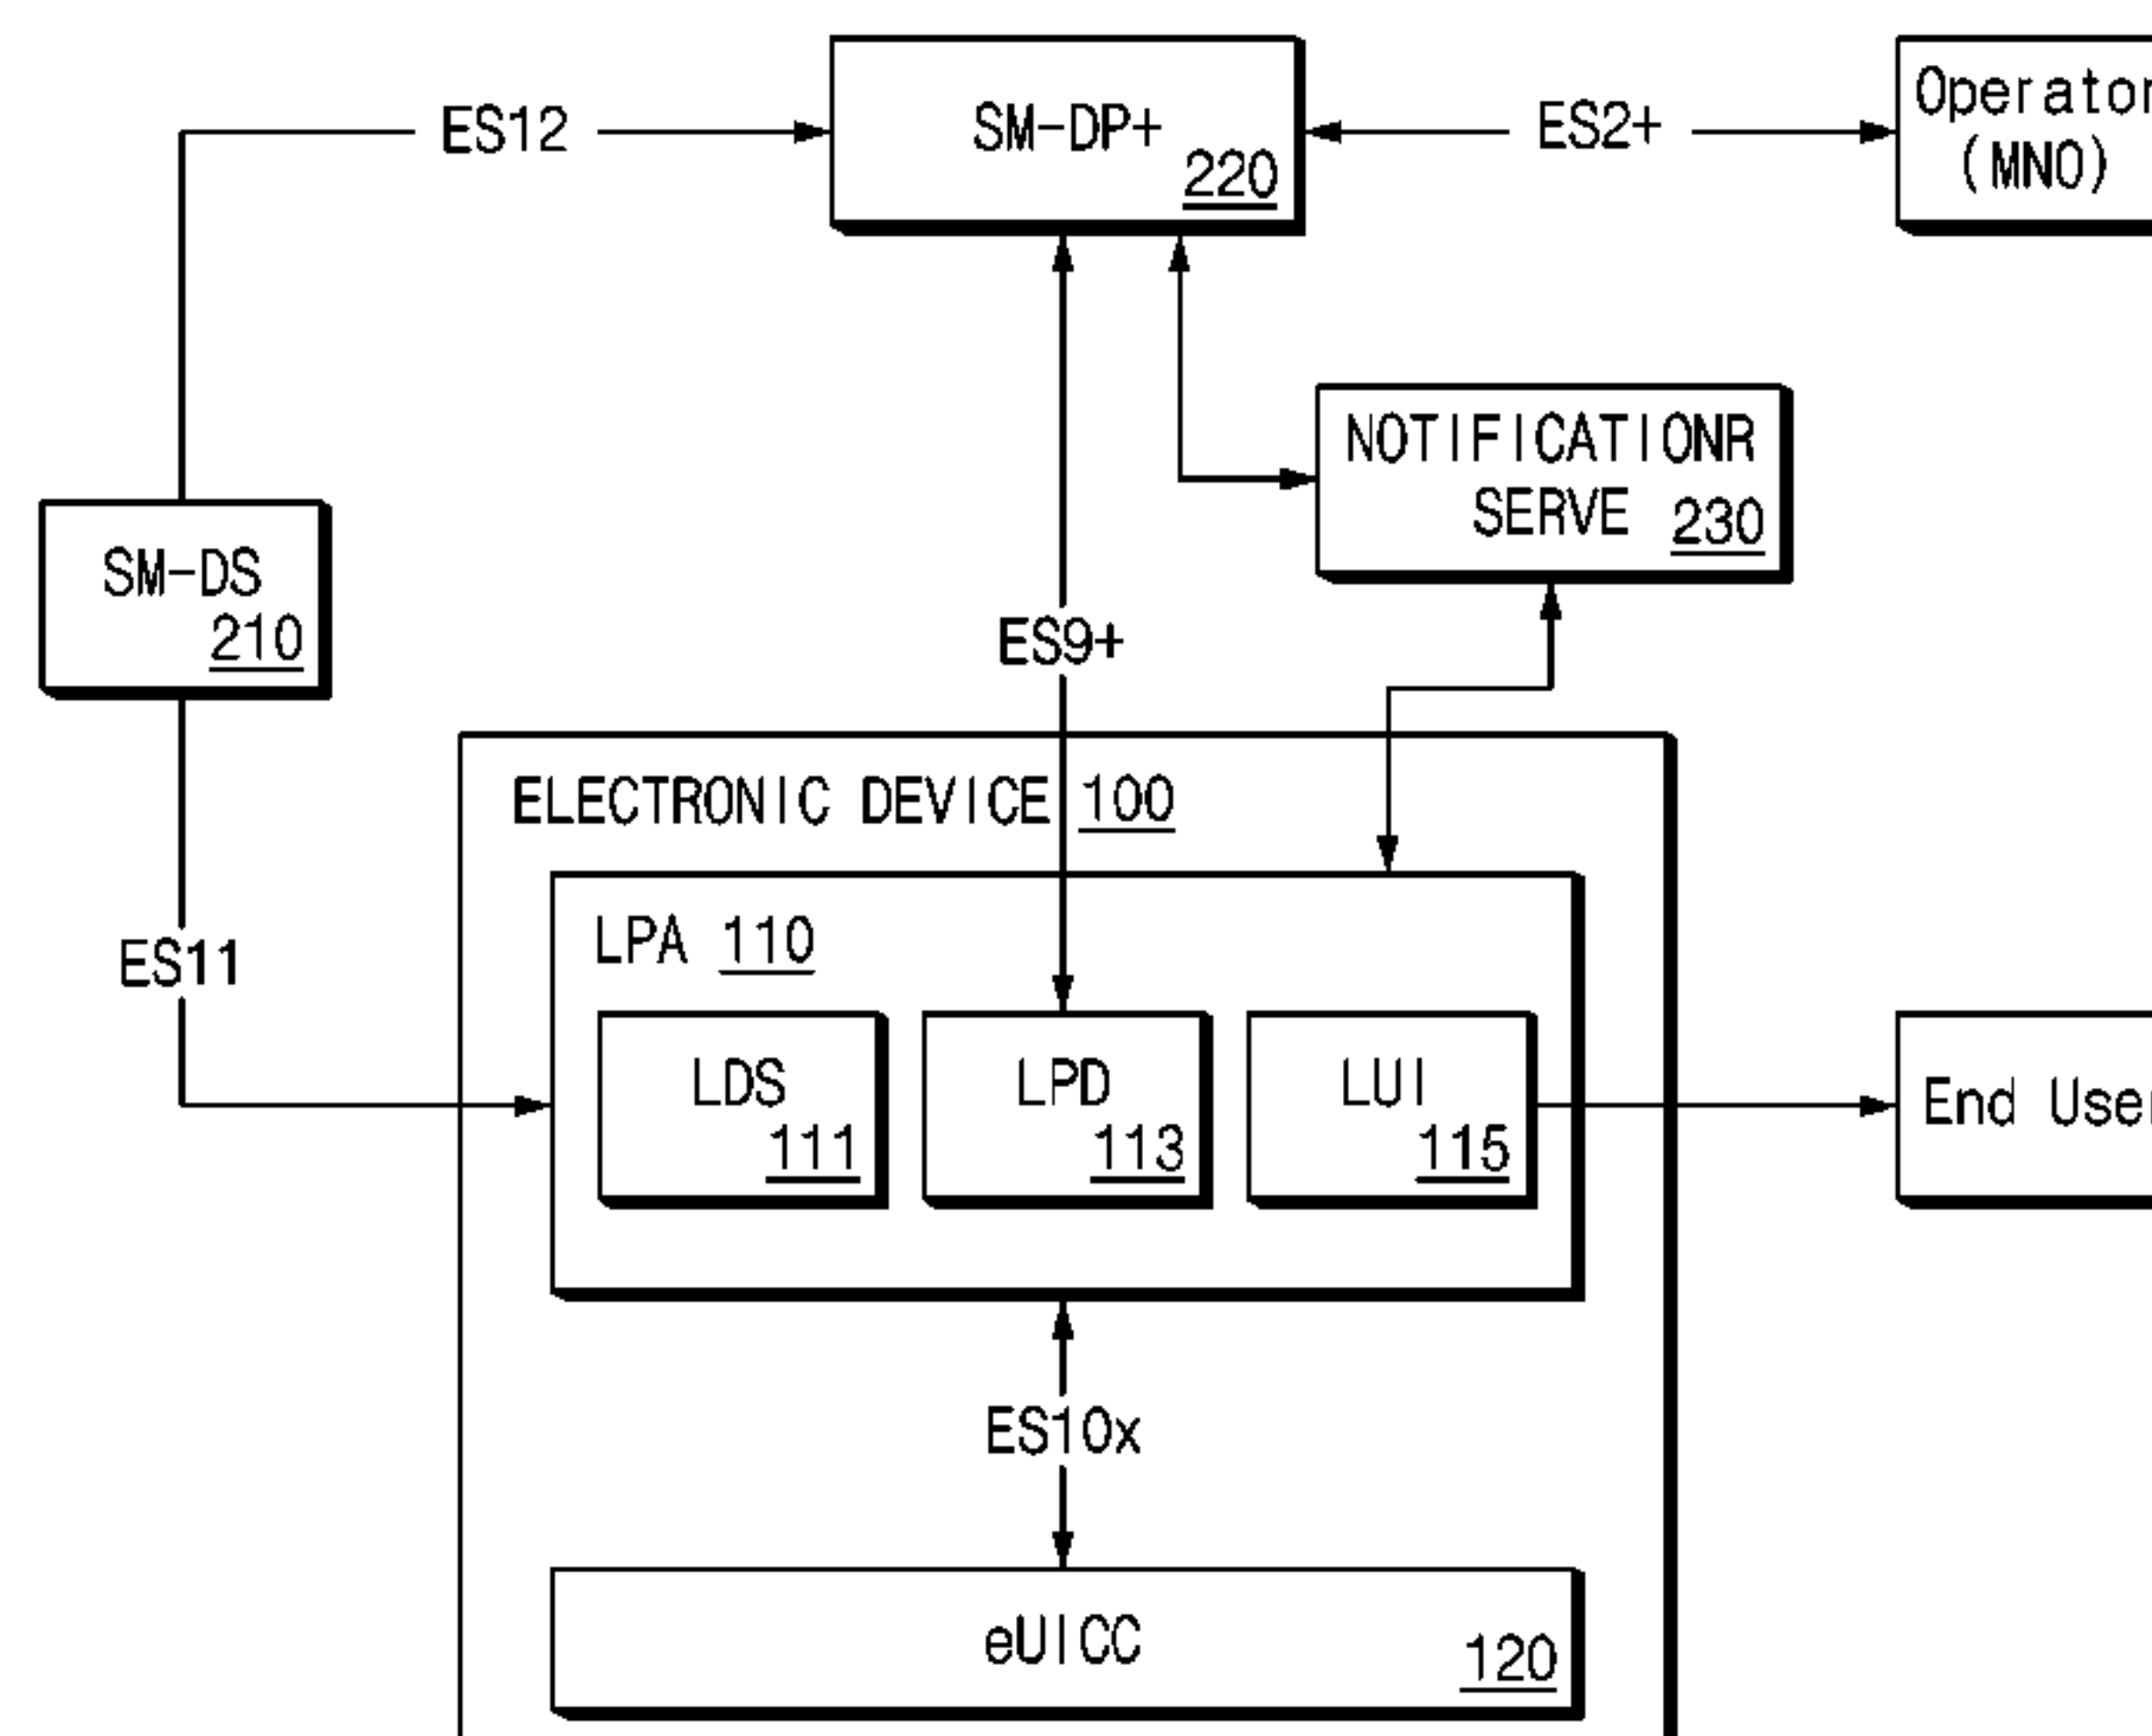 ES12
SM-DP+
220
ES2+
Operator
(MNO)
NOTIFICATIONR
SERVE 230
SM-DS
210
ES9+
ELECTRONIC DEVICE 100
LPA 110
ES11
LDS
111
LPD
113
LUI
115
End User
ES10x
eUICC
120